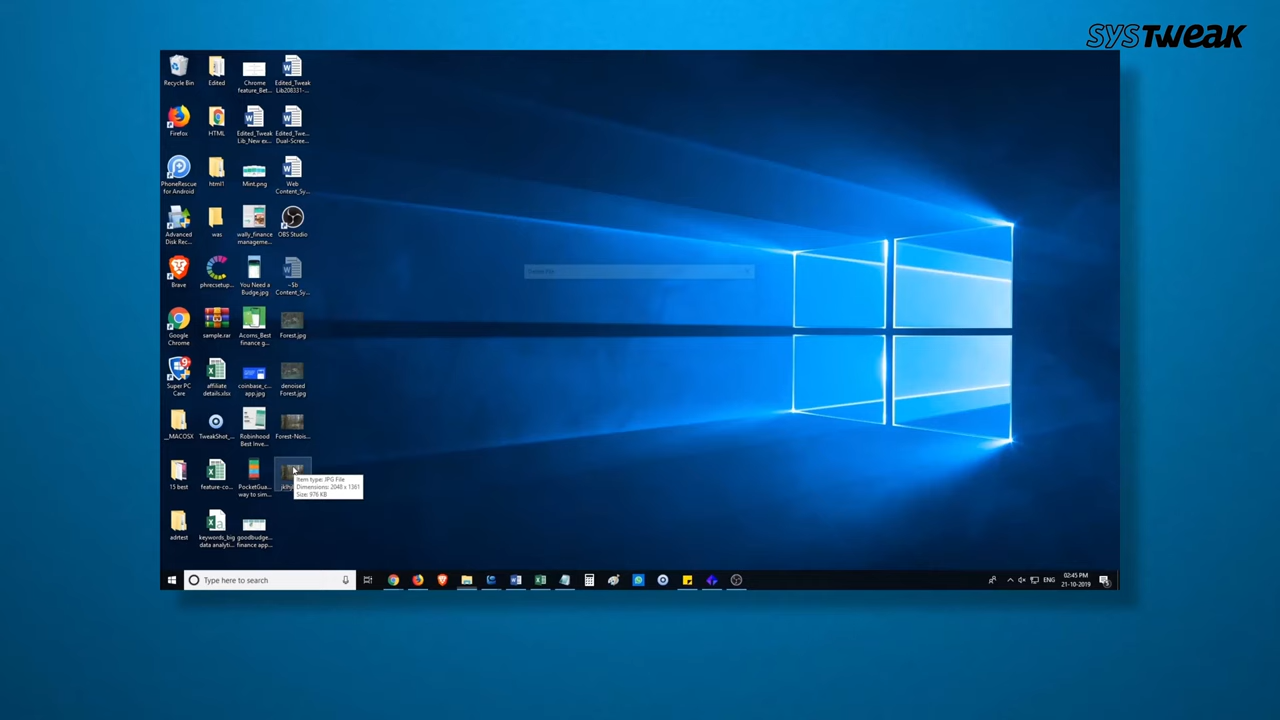 SYSTWEAK
Recycle Bin
Edited
Chrome
feature_Bet...
Edited_Tweak
Lib208331-...
Firefox
HTML
Edited_Tweak
Lib_New ex...
Edited_Twe...
Dual-Scree...
PhoneRescue
for Android
html1
Mint.png
Web
Content_Sy...
Advanced
Disk Rec...
was
wally_finance
manageme...
OBS Studio
Brave
phrecsetup...
You Need a
Budge.jpg
~$b
Content_Sy...
Google
Chrome
sample.rar
Acorns_Best
finance g...
Forest.jpg
Super PC
Care
affiliate
details.xlsx
coinbase_c...
app.jpg
denoised
Forest.jpg
__MACOSX
TweakShot_...
Robinhood
Best Inve...
Forest-Nois...
15 best
feature-co...
PocketGua...
way to sim...
Item type: JPG File
Dimensions: 2048 x 1361
Size: 976 KB
adrtest
keywords_big
data analyti...
goodbudge...
finance app...
Type here to search
ENG
02:45 PM
21-10-2019